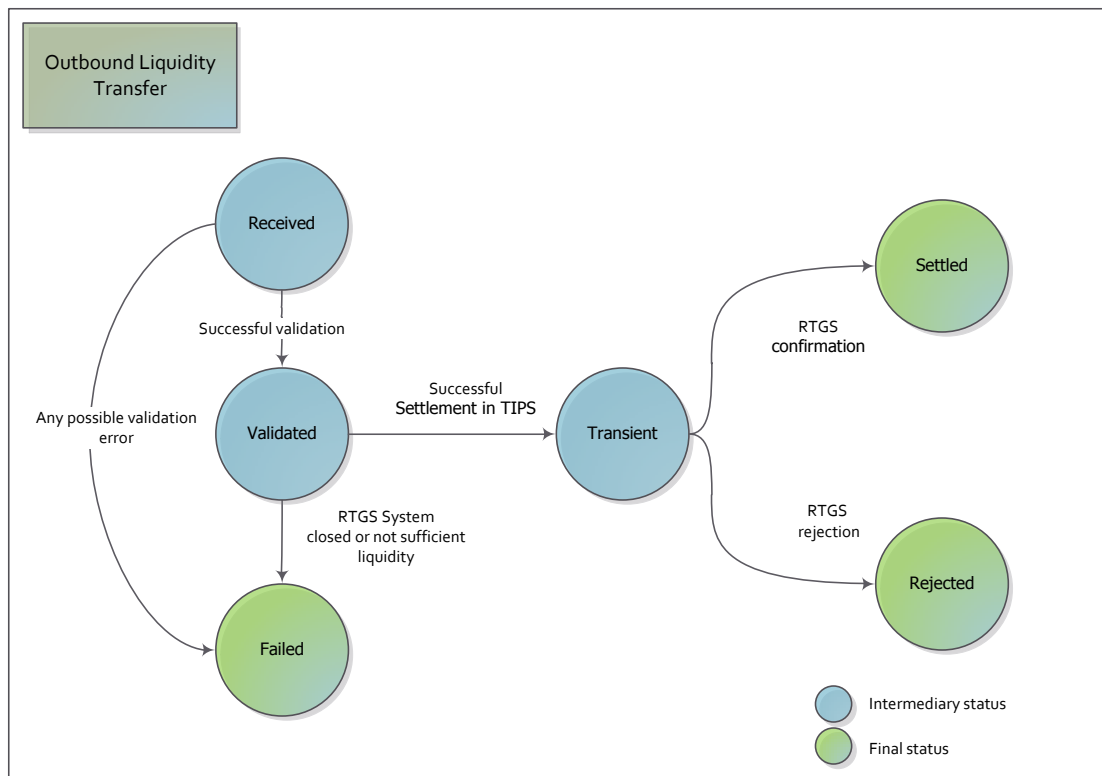 Outbound Liquidity
Transfer
Received
Settled
Successful validation
RTGS
confirmation
Successful
Settlement in TIPS
Any possible validation
error
Validated
Transient
RTGS System
closed or not sufficient
liquidity
RTGS
rejection
Rejected
Failed
Intermediary status
Final status